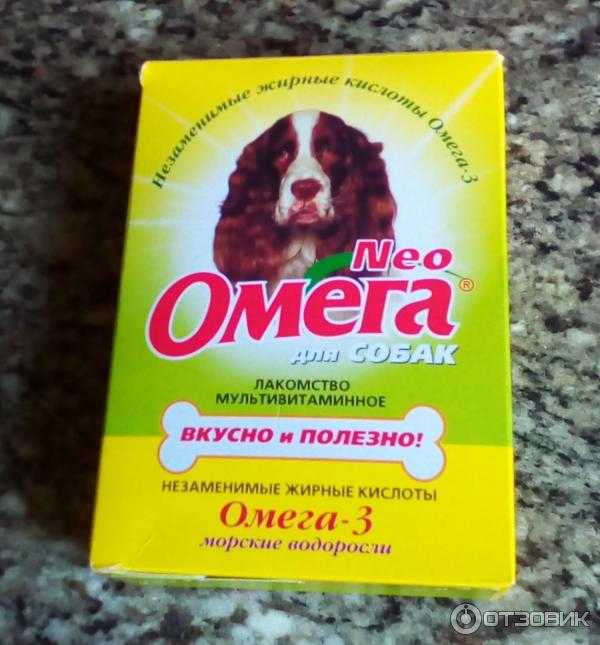 Незаменимые жирные кислоты Омега-3
Neo
Омега®
для СОБАК
ЛАКОМСТВО
МУЛЬТИВИТАМИННОЕ
ВКУСНО и ПОЛЕЗНО!
НЕЗАМЕНИМЫЕ ЖИРНЫЕ КИСЛОТЫ
Омега-3
морские водоросли
ОТЗОВИК